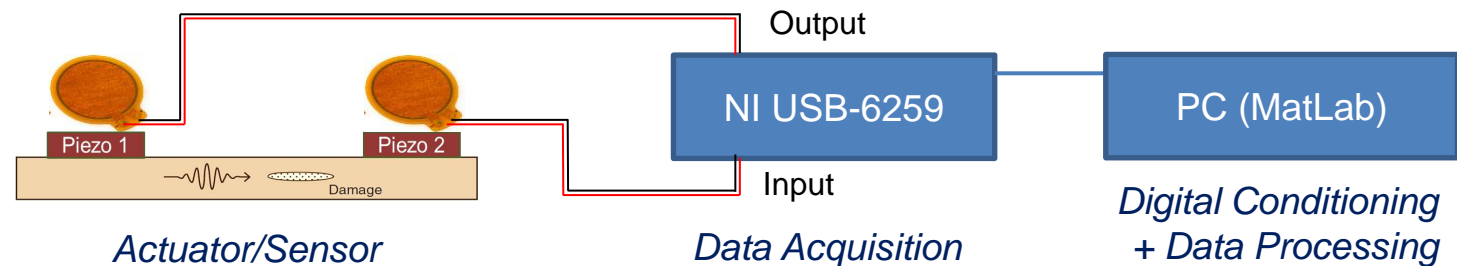 Output
NI USB-6259
PC (MatLab)
Piezo 1
Piezo 2
Damage
Input
Actuator/Sensor
Data Acquisition
Digital Conditioning
+ Data Processing